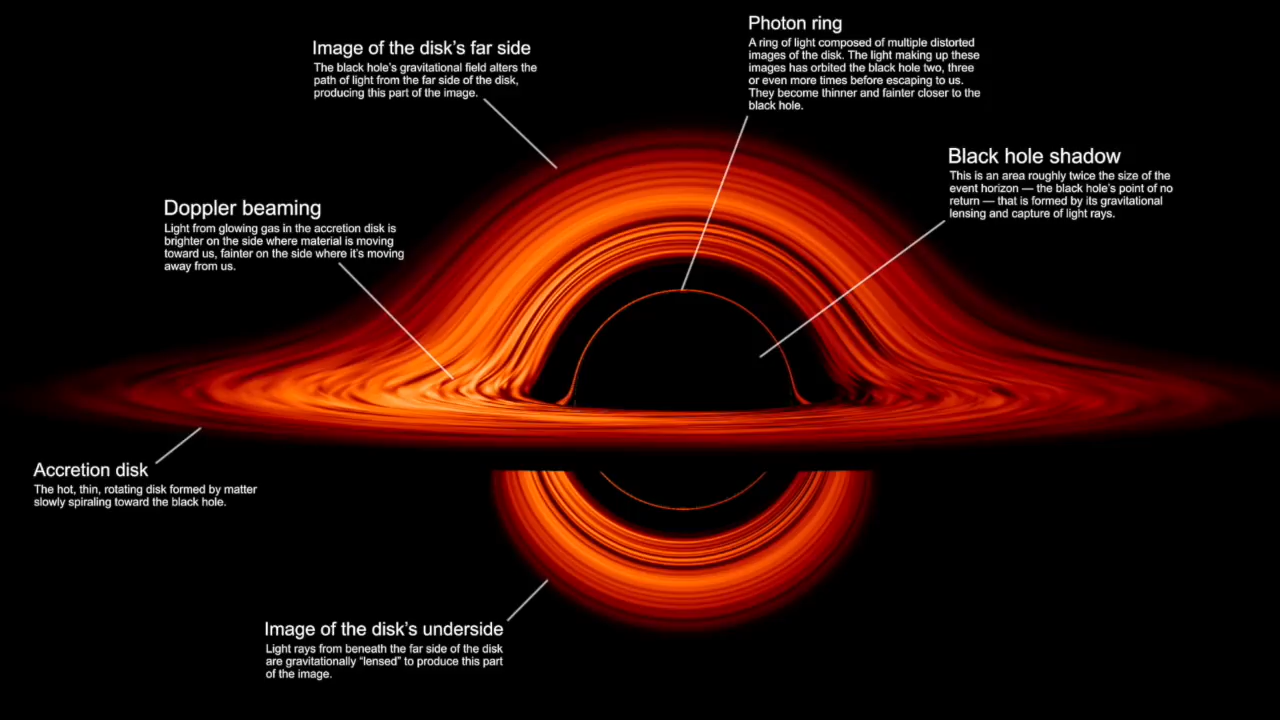 Photon ring
A ring of light composed of multiple distorted
images of the disk. The light making up these
images has orbited the black hole two, three
or even more times before escaping to us.
They become thinner and fainter closer to the
black hole.
Image of the disk’s far side
The black hole’s gravitational field alters the
path of light from the far side of the disk,
producing this part of the image.
Black hole shadow
This is an area roughly twice the size of the
event horizon — the black hole’s point of no
return — that is formed by its gravitational
lensing and capture of light rays.
Doppler beaming
Light from glowing gas in the accretion disk is
brighter on the side where material is moving
toward us, fainter on the side where it’s moving
away from us.
Accretion disk
The hot, thin, rotating disk formed by matter
slowly spiraling toward the black hole.
Image of the disk’s underside
Light rays from beneath the far side of the disk
are gravitationally “lensed” to produce this part
of the image.